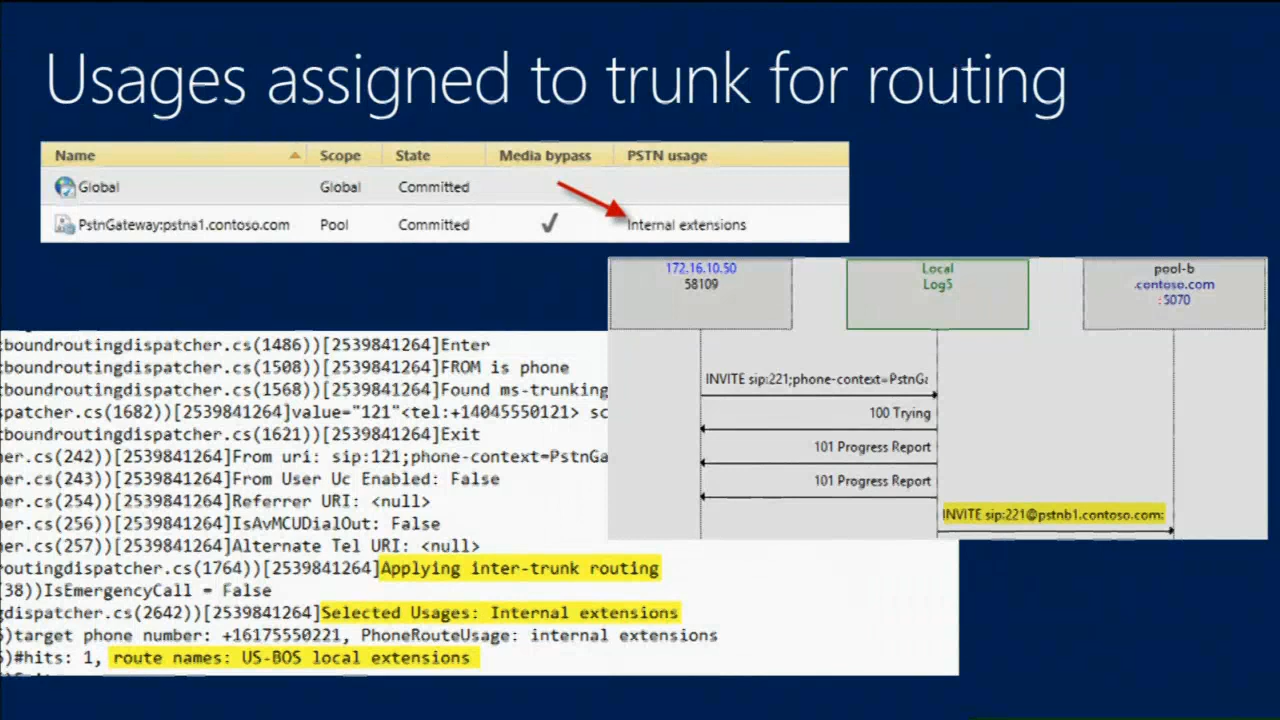 Usages assigned to trunk for routing
Name Scope State Media bypass PSTN usage
Global Global Committed
PstnGateway:pstna1.contoso.com Pool Committed ✓ Internal extensions
172.16.10.50
58109
Local
Log5
pool-b
.contoso.com
:5070
INVITE sip:221;phone-context=PstnGa
100 Trying
101 Progress Report
101 Progress Report
INVITE sip:221@pstnb1.contoso.com:
tboundroutingdispatcher.cs(1486))[2539841264]Enter
tboundroutingdispatcher.cs(1508))[2539841264]FROM is phone
tboundroutingdispatcher.cs(1568))[2539841264]Found ms-trunking
spatcher.cs(1682))[2539841264]value="121"<tel:+14045550121> sc
tboundroutingdispatcher.cs(1621))[2539841264]Exit
her.cs(242))[2539841264]From uri: sip:121;phone-context=PstnGa
her.cs(243))[2539841264]From User Uc Enabled: False
her.cs(254))[2539841264]Referrer URI: <null>
her.cs(256))[2539841264]IsAvMCUDialOut: False
her.cs(257))[2539841264]Alternate Tel URI: <null>
routingdispatcher.cs(1764))[2539841264]Applying inter-trunk routing
(38))IsEmergencyCall = False
gdispatcher.cs(2642))[2539841264]Selected Usages: Internal extensions
)target phone number: +16175550221, PhoneRouteUsage: internal extensions
)#hits: 1, route names: US-BOS local extensions